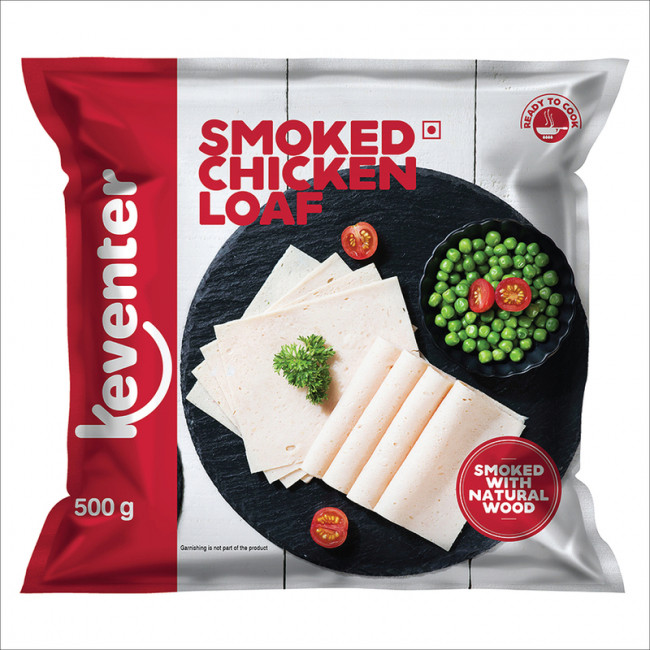 keventer
500 g
SMOKED
CHICKEN
LOAF
READY TO COOK
SMOKED
WITH
NATURAL
WOOD
Garnishing is not part of the product